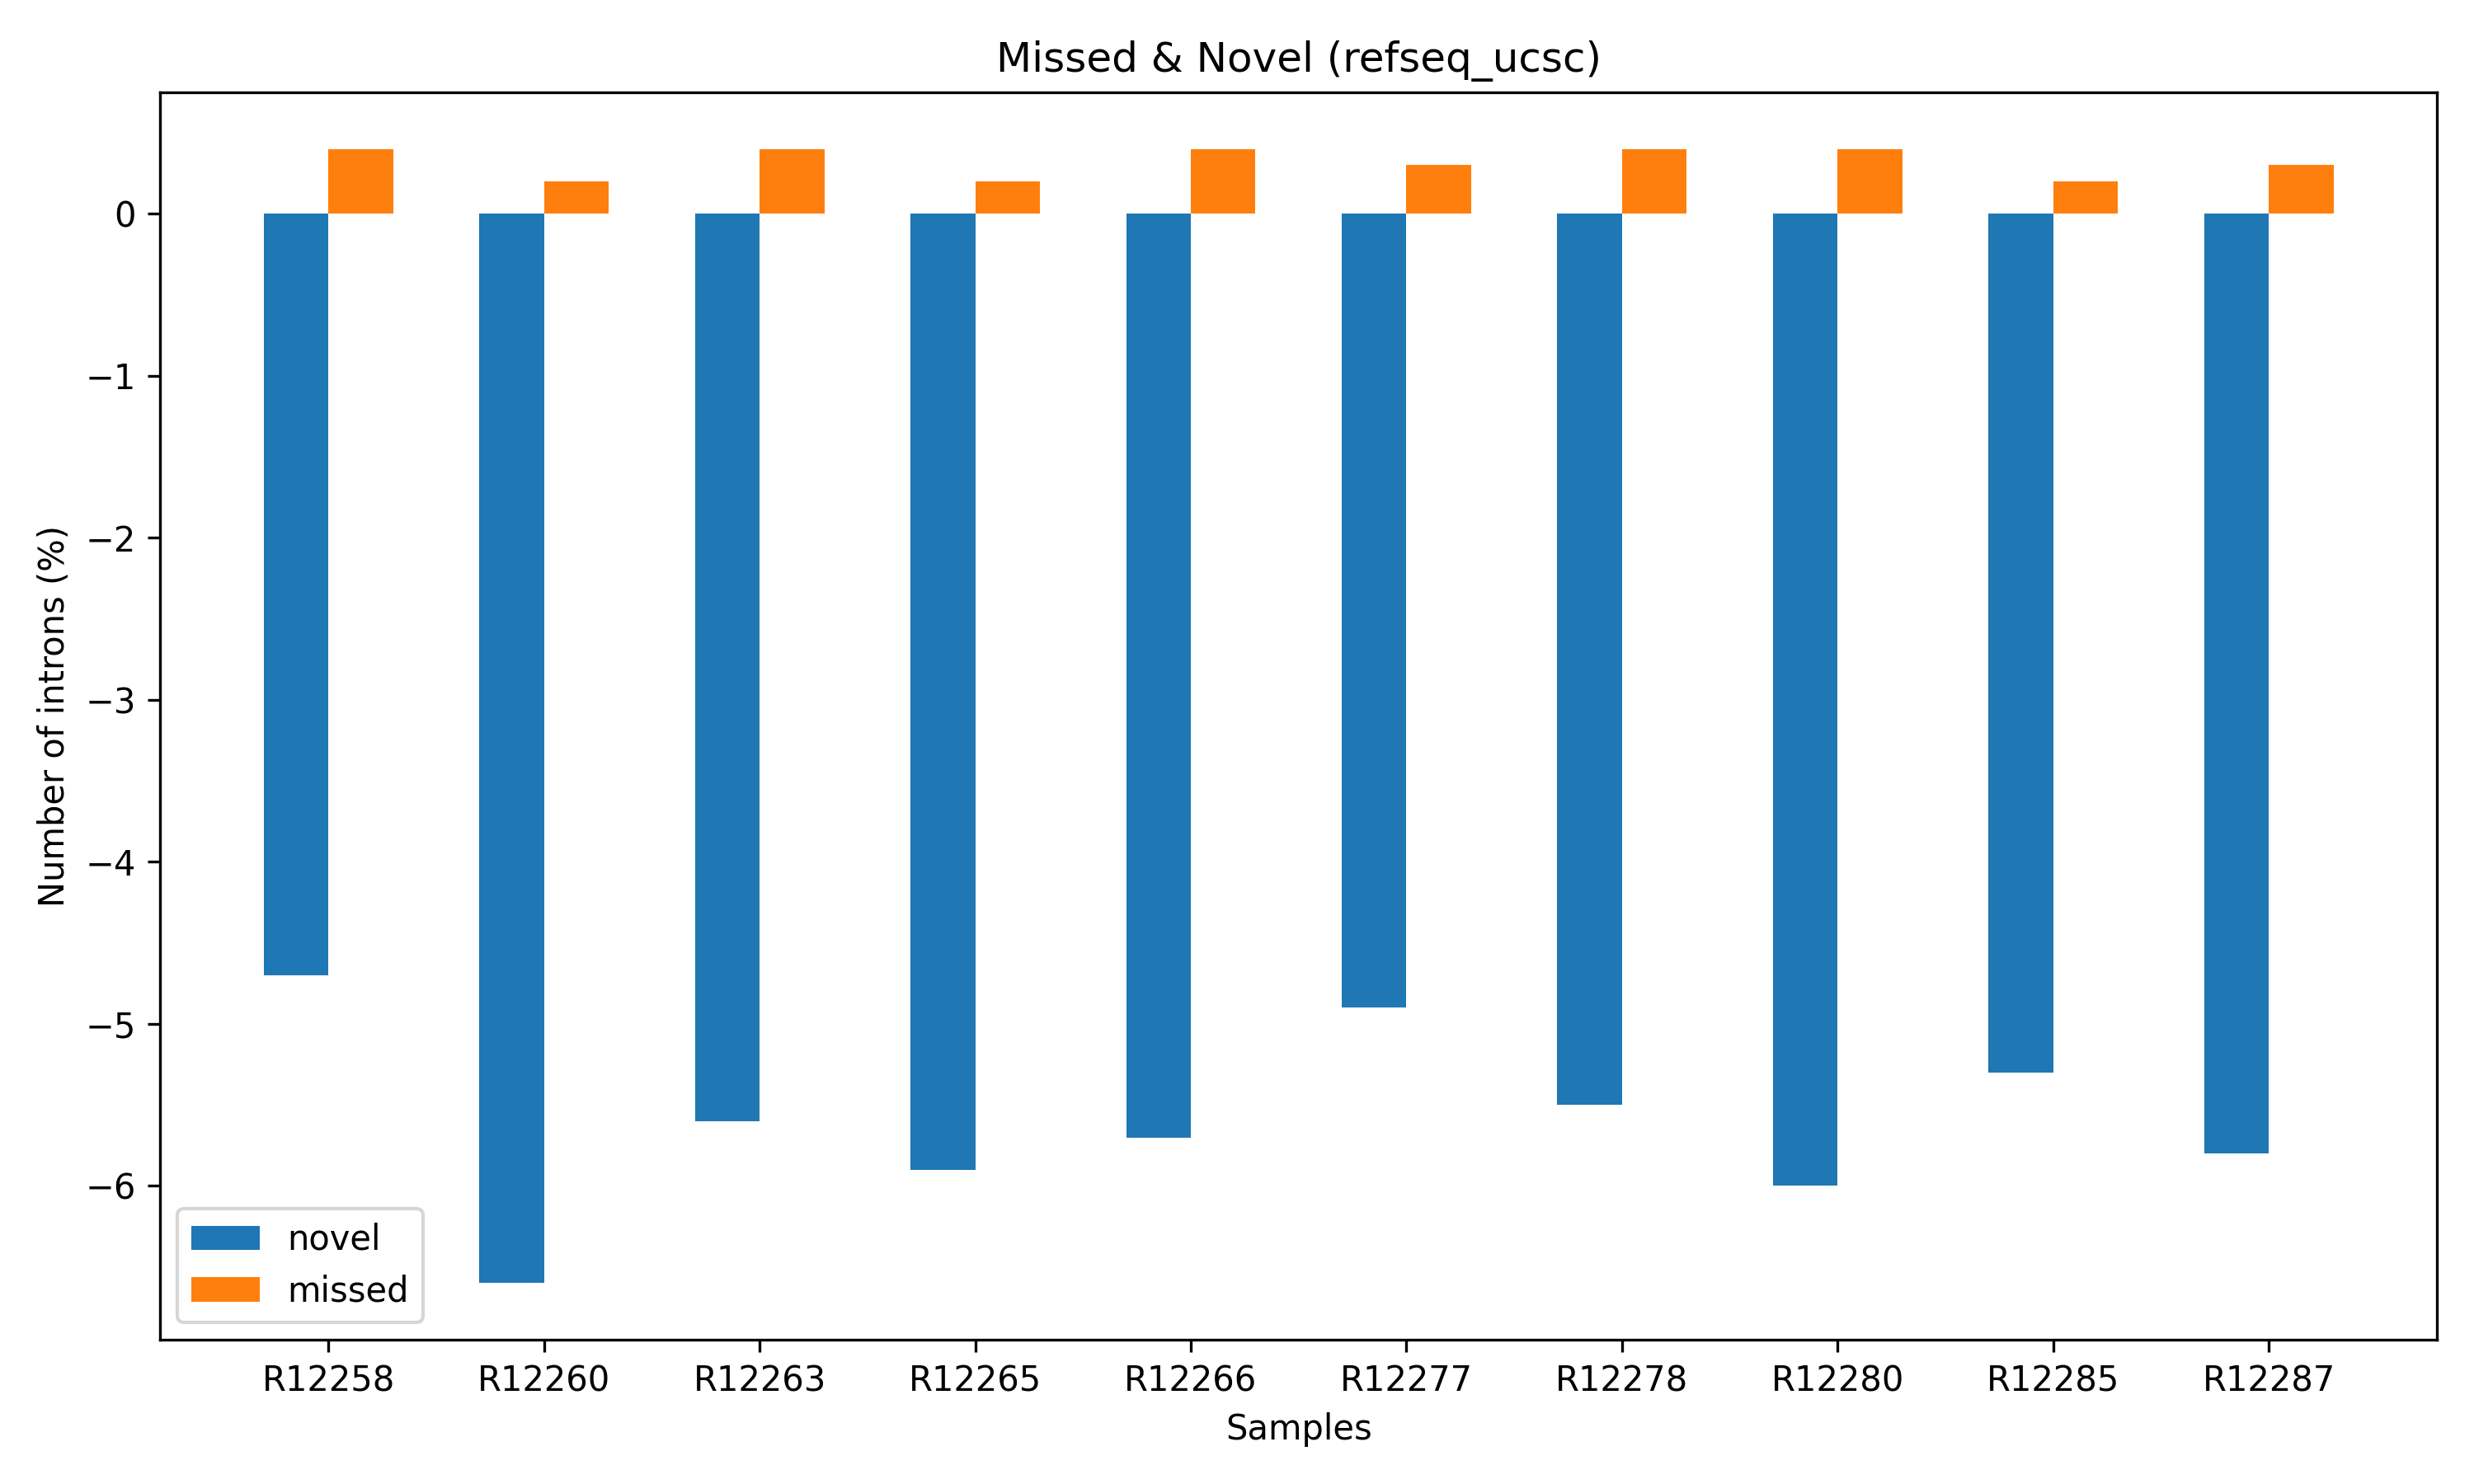 Missed & Novel (refseq_ucsc)
Number of introns (%)
0
−1
−2
−3
−4
−5
−6
novel
missed
R12258 R12260 R12263 R12265 R12266 R12277 R12278 R12280 R12285 R12287
Samples